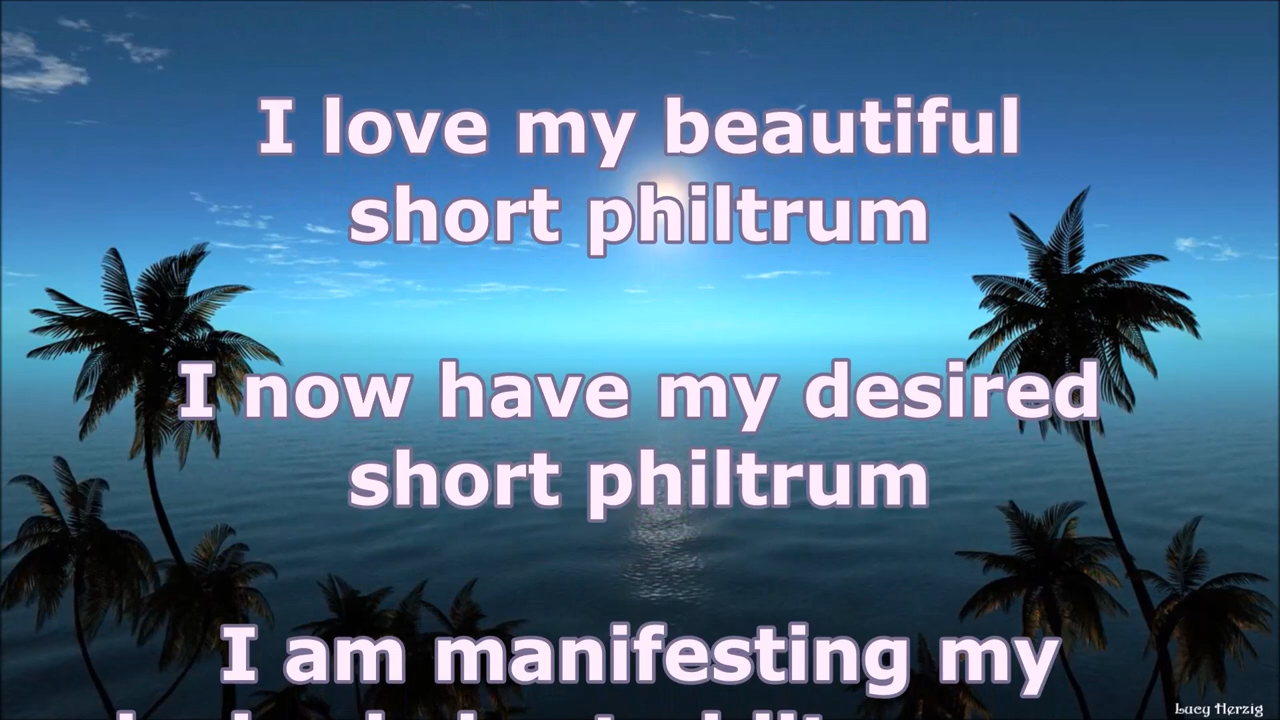 I love my beautiful
short philtrum
I now have my desired
short philtrum
I am manifesting my
Lucy Herzig